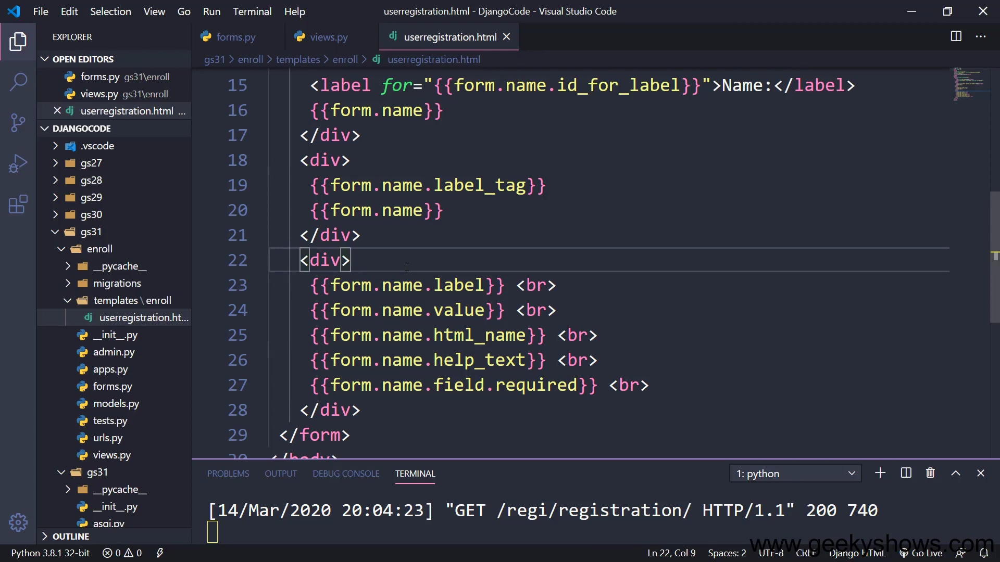 File Edit Selection View Go Run Terminal Help
userregistration.html - DjangoCode - Visual Studio Code
EXPLORER
OPEN EDITORS
forms.py gs31\enroll
views.py gs31\enroll
userregistration.html ...
DJANGOCODE
.vscode
gs27
gs28
gs29
gs30
gs31
enroll
__pycache__
migrations
templates \ enroll
userregistration.ht...
__init__.py
admin.py
apps.py
forms.py
models.py
tests.py
urls.py
views.py
gs31
__pycache__
__init__.py
asgi.py
OUTLINE
forms.py views.py userregistration.html
gs31 > enroll > templates > enroll > userregistration.html
15 <label for="{{form.name.id_for_label}}">Name:</label>
16 {{form.name}}
17 </div>
18 <div>
19 {{form.name.label_tag}}
20 {{form.name}}
21 </div>
22 <div>
23 {{form.name.label}} <br>
24 {{form.name.value}} <br>
25 {{form.name.html_name}} <br>
26 {{form.name.help_text}} <br>
27 {{form.name.field.required}} <br>
28 </div>
29 </form>
30 </body>
PROBLEMS OUTPUT DEBUG CONSOLE TERMINAL 1: python
[14/Mar/2020 20:04:23] "GET /regi/registration/ HTTP/1.1" 200 740
www.geekyshows.com
Python 3.8.1 32-bit 0 0 Ln 22, Col 9 Spaces: 2 UTF-8 CRLF Django HTML Go Live